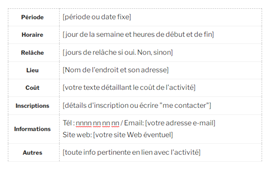 Période [période ou date fixe]
Horaire [jour de la semaine et heures de début et de fin]
Relâche [jours de relâche si oui. Non, sinon]
Lieu [Nom de l'endroit et son adresse]
Coût [votre texte détaillant le coût de l'activité]
Inscriptions [détails d'inscription ou écrire "me contacter"]
Informations Tél : nnnn nn nn nn / Email: [votre adresse e-mail]
Site web: [votre site Web éventuel]
Autres [toute info pertinente en lien avec l'activité]